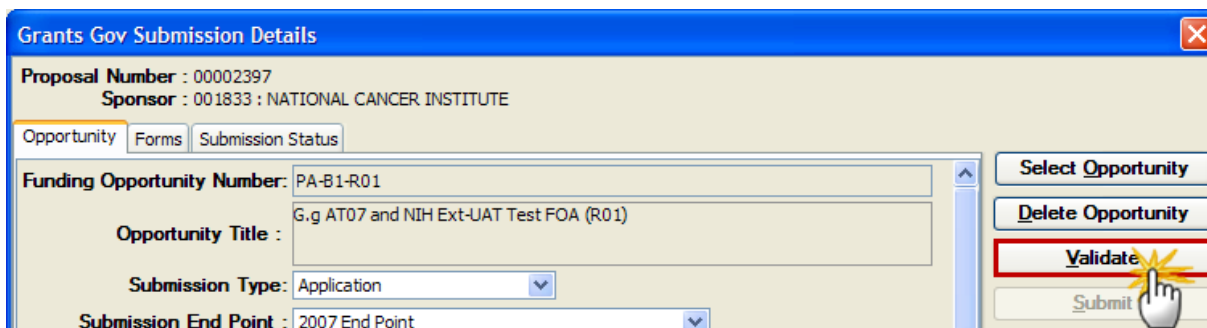 Grants Gov Submission Details
Proposal Number : 00002397
Sponsor : 001833 : NATIONAL CANCER INSTITUTE
Opportunity Forms Submission Status
Funding Opportunity Number: PA-B1-R01
Opportunity Title : G.g AT07 and NIH Ext-UAT Test FOA (R01)
Submission Type: Application
Submission End Point : 2007 End Point
Select Opportunity
Delete Opportunity
Validate
Submit